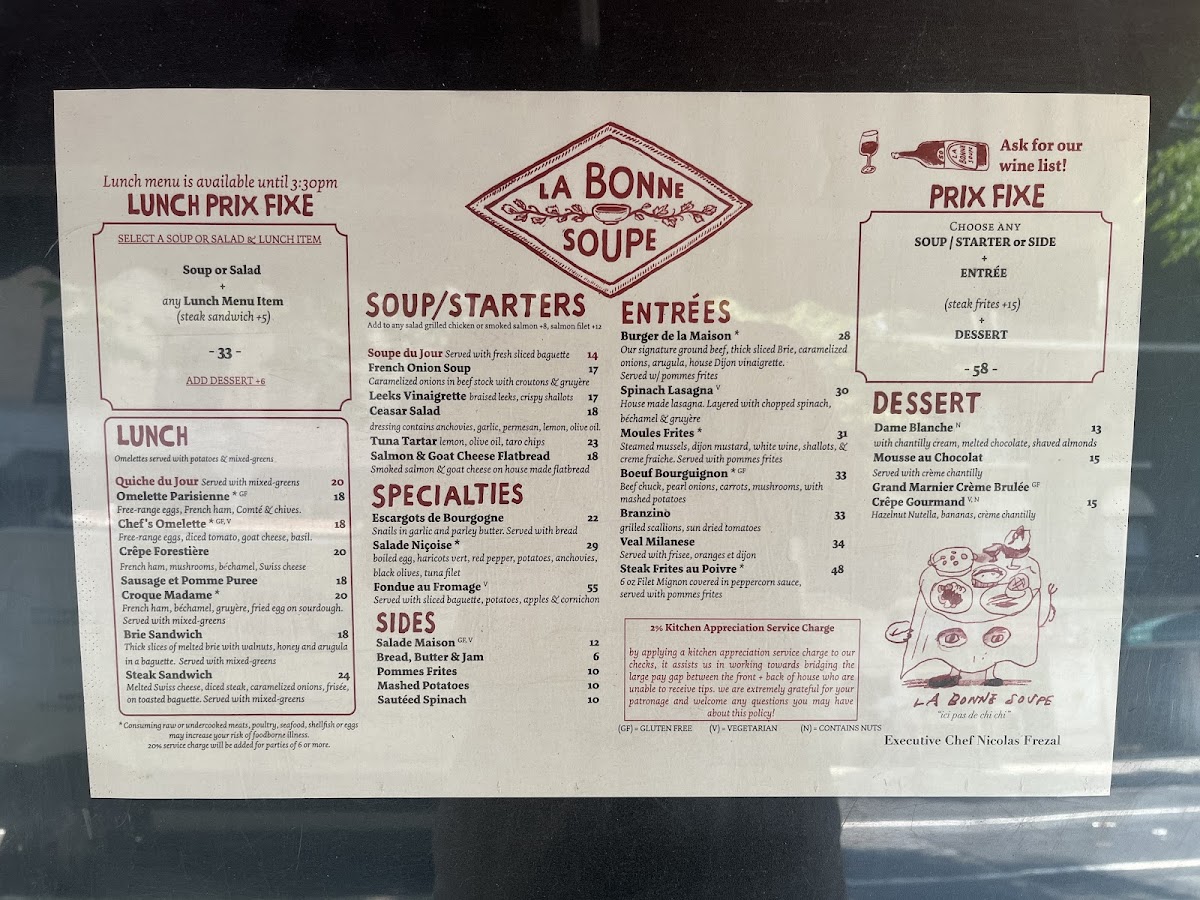 Lunch menu is available until 3:30pm
LUNCH PRIX FIXE
SELECT A SOUP OR SALAD & LUNCH ITEM
Soup or Salad
+
any Lunch Menu Item
(steak sandwich +5)
- 33 -
ADD DESSERT +6
LUNCH
Omelettes served with potatoes & mixed-greens
Quiche du Jour Served with mixed-greens 20
Omelette Parisienne * GF 18
Free-range eggs, French ham, Comté & chives.
Chef's Omelette * GF, V 18
Free-range eggs, diced tomato, goat cheese, basil.
Crêpe Forestière 20
French ham, mushrooms, béchamel, Swiss cheese
Sausage et Pomme Puree 18
Croque Madame * 20
French ham, béchamel, gruyère, fried egg on sourdough.
Served with mixed-greens
Brie Sandwich 18
Thick slices of melted brie with walnuts, honey and arugula
in a baguette. Served with mixed-greens
Steak Sandwich 24
Melted Swiss cheese, diced steak, caramelized onions, frisée,
on toasted baguette. Served with mixed-greens
* Consuming raw or undercooked meats, poultry, seafood, shellfish or eggs
may increase your risk of foodborne illness.
20% service charge will be added for parties of 6 or more.
LA BONNE
SOUPE
SOUP/STARTERS
Add to any salad grilled chicken or smoked salmon +8, salmon filet +12
Soupe du Jour Served with fresh sliced baguette 14
French Onion Soup 17
Caramelized onions in beef stock with croutons & gruyère
Leeks Vinaigrette braised leeks, crispy shallots 17
Ceasar Salad 18
dressing contains anchovies, garlic, permesan, lemon, olive oil.
Tuna Tartar lemon, olive oil, taro chips 23
Salmon & Goat Cheese Flatbread 18
Smoked salmon & goat cheese on house made flatbread
SPECIALTIES
Escargots de Bourgogne 22
Snails in garlic and parley butter. Served with bread
Salade Niçoise * 29
boiled egg, haricots vert, red pepper, potatoes, anchovies,
black olives, tuna filet
Fondue au Fromage V 55
Served with sliced baguette, potatoes, apples & cornichon
SIDES
Salade Maison GF, V 12
Bread, Butter & Jam 6
Pommes Frites 10
Mashed Potatoes 10
Sautéed Spinach 10
ENTRÉES
Burger de la Maison * 28
Our signature ground beef, thick sliced Brie, caramelized
onions, arugula, house Dijon vinaigrette.
Served w/ pommes frites
Spinach Lasagna V 30
House made lasagna. Layered with chopped spinach,
béchamel & gruyère
Moules Frites * 31
Steamed mussels, dijon mustard, white wine, shallots, &
creme fraiche. Served with pommes frites
Boeuf Bourguignon * GF 33
Beef chuck, pearl onions, carrots, mushrooms, with
mashed potatoes
Branzino 33
grilled scallions, sun dried tomatoes
Veal Milanese 34
Served with frisee, oranges et dijon
Steak Frites au Poivre * 48
6 oz Filet Mignon covered in peppercorn sauce,
served with pommes frites
2% Kitchen Appreciation Service Charge
by applying a kitchen appreciation service charge to our
checks, it assists us in working towards bridging the
large pay gap between the front + back of house who are
unable to receive tips. we are extremely grateful for your
patronage and welcome any questions you may have
about this policy!
(GF) = GLUTEN FREE (V) = VEGETARIAN (N) = CONTAINS NUTS
LA BONNE SOUPE
Ask for our
wine list!
PRIX FIXE
CHOOSE ANY
SOUP / STARTER or SIDE
+
ENTRÉE
(steak frites +15)
+
DESSERT
- 58 -
DESSERT
Dame Blanche N 13
with chantilly cream, melted chocolate, shaved almonds
Mousse au Chocolat 15
Served with crème chantilly
Grand Marnier Crème Brulée GF
Crêpe Gourmand V, N 15
Hazelnut Nutella, bananas, crème chantilly
LA BONNE SOUPE
"ici pas de chi chi"
Executive Chef Nicolas Frezal